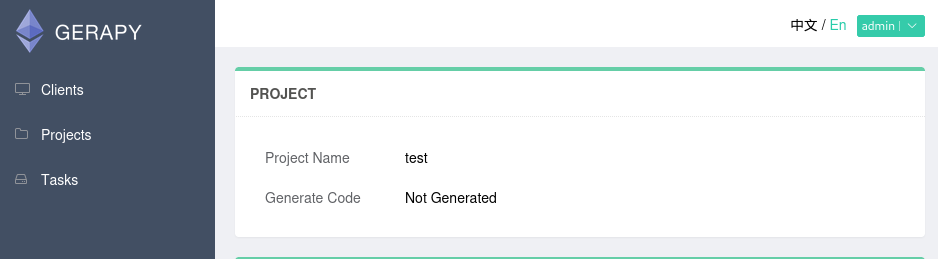 GERAPY
中文 / En admin
Clients
Projects
Tasks
PROJECT
Project Name test
Generate Code Not Generated